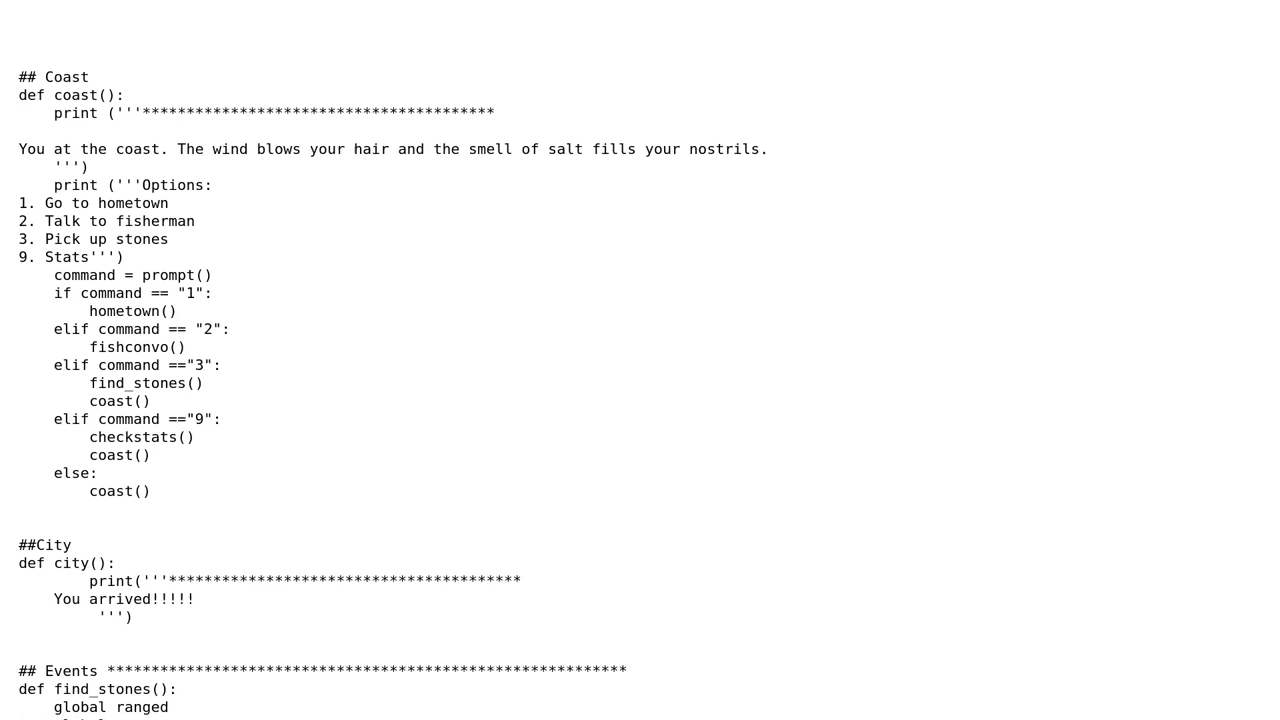 ## Coast
def coast():
    print ('''****************************************

You at the coast. The wind blows your hair and the smell of salt fills your nostrils.
    ''')
    print ('''Options:
1. Go to hometown
2. Talk to fisherman
3. Pick up stones
9. Stats''')
    command = prompt()
    if command == "1":
        hometown()
    elif command == "2":
        fishconvo()
    elif command =="3":
        find_stones()
        coast()
    elif command =="9":
        checkstats()
        coast()
    else:
        coast()


##City
def city():
        print('''****************************************
    You arrived!!!!!
         ''')


## Events ***********************************************************
def find_stones():
    global ranged